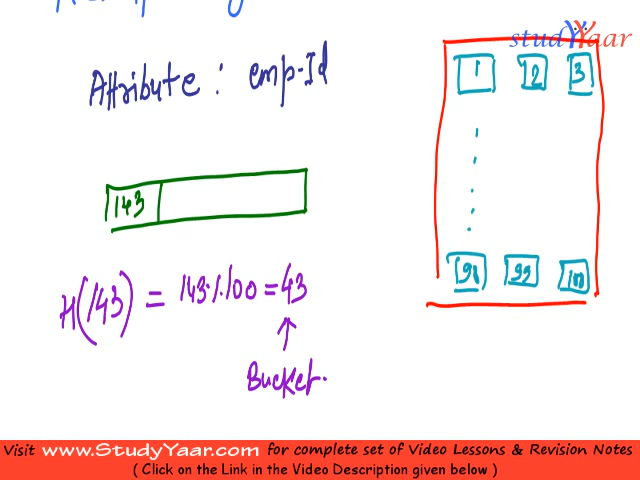 studYYaar
Attribute : emp-Id
1 2 3
143
H(143) = 143 % 100 = 43
Bucket.
98 99 100
Visit www.StudyYaar.com for complete set of Video Lessons & Revision Notes
( Click on the Link in the Video Description given below )